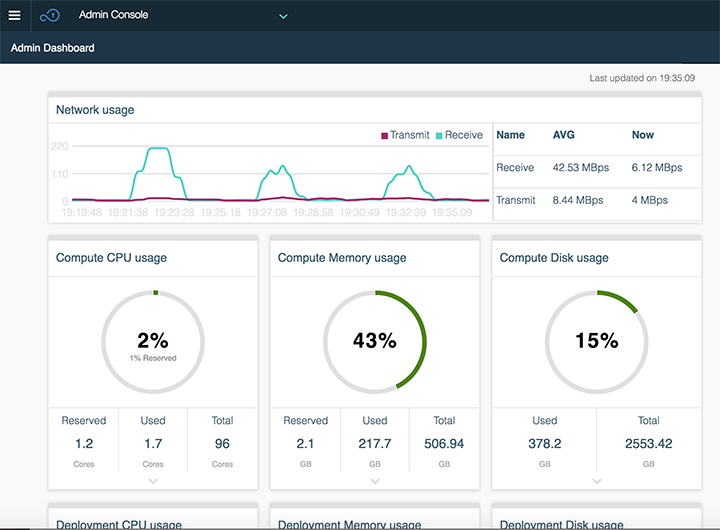 Admin Console
Admin Dashboard
Last updated on 19:35:09
Network usage
Transmit Receive
220
110
0
19:19:48 19:21:38 19:23:28 19:25:18 19:27:08 19:28:58 19:30:49 19:32:39 19:35:09
Name AVG Now
Receive 42.53 MBps 6.12 MBps
Transmit 8.44 MBps 4 MBps
Compute CPU usage
2%
1% Reserved
Reserved Used Total
1.2 1.7 96
Cores Cores Cores
Compute Memory usage
43%
Reserved Used Total
2.1 217.7 506.94
GB GB GB
Compute Disk usage
15%
Used Total
378.2 2553.42
GB GB
Deployment CPU usage
Deployment Memory usage
Deployment Disk usage